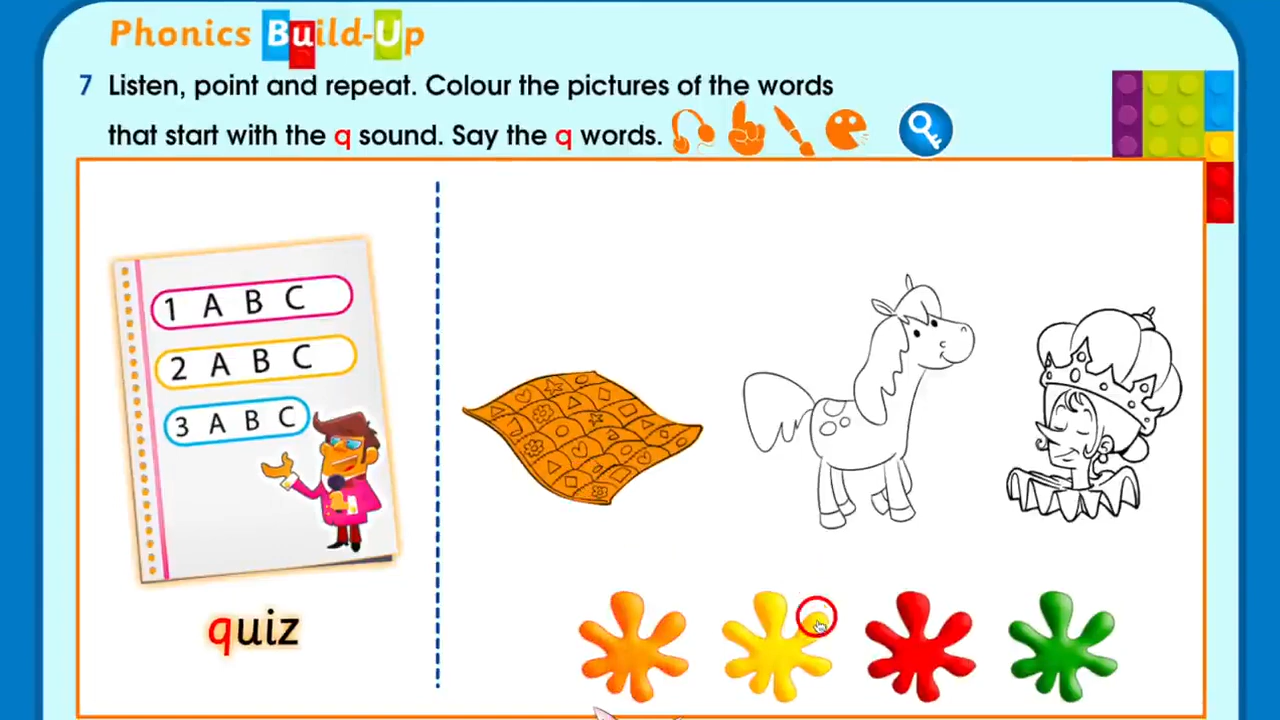 Phonics Build-Up
7 Listen, point and repeat. Colour the pictures of the words
that start with the q sound. Say the q words.
1 A B C
2 A B C
3 A B C
quiz